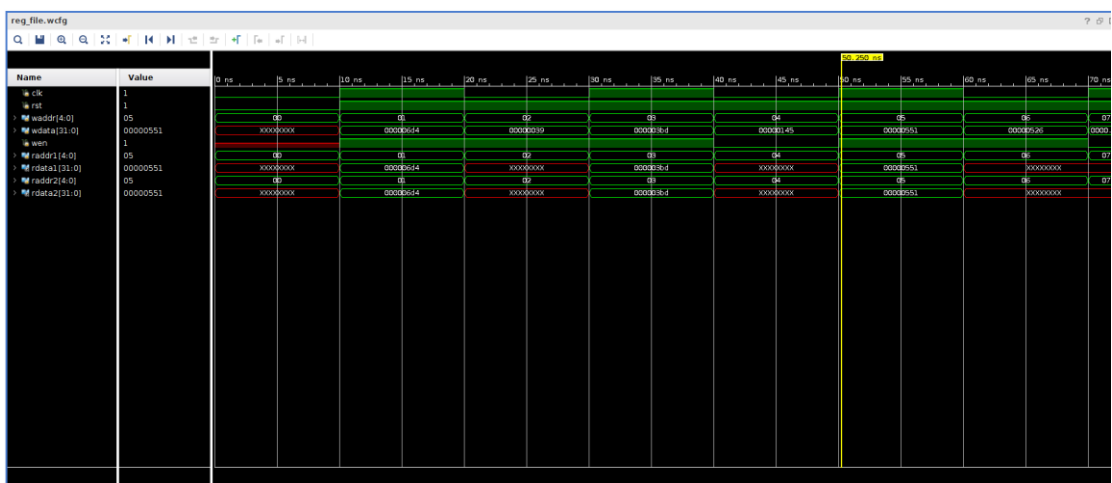 reg_file.wcfg
50.250 ns
Name Value 0 ns 5 ns 10 ns 15 ns 20 ns 25 ns 30 ns 35 ns 40 ns 45 ns 50 ns 55 ns 60 ns 65 ns 70 ns
clk 1
rst 1
waddr[4:0] 05 00 01 02 03 04 05 06 07
wdata[31:0] 00000551 XXXXXXXX 000006d4 00000039 000003bd 00000145 00000551 00000526 0000
wen 1
raddr1[4:0] 05 00 01 02 03 04 05 06 07
rdata1[31:0] 00000551 XXXXXXXX 000006d4 XXXXXXXX 000003bd XXXXXXXX 00000551 XXXXXXXX
raddr2[4:0] 05 00 01 02 03 04 05 06 07
rdata2[31:0] 00000551 XXXXXXXX 000006d4 XXXXXXXX 000003bd XXXXXXXX 00000551 XXXXXXXX